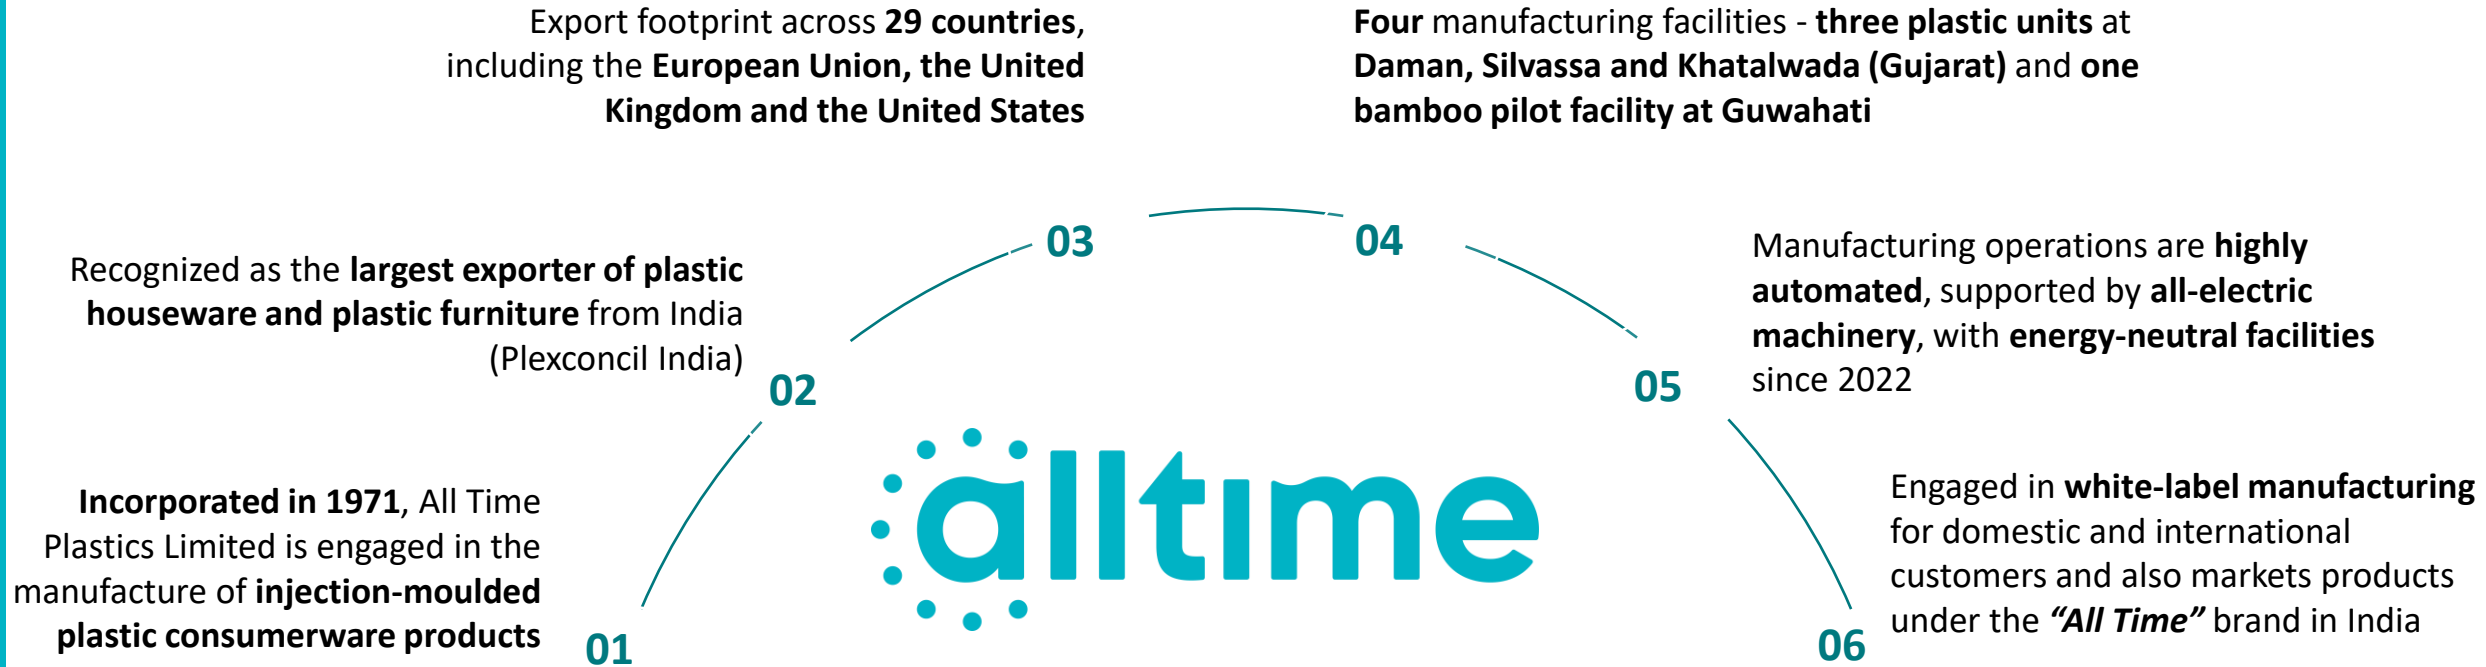 Export footprint across 29 countries,
including the European Union, the United
Kingdom and the United States
Four manufacturing facilities - three plastic units at
Daman, Silvassa and Khatalwada (Gujarat) and one
bamboo pilot facility at Guwahati
03
04
Recognized as the largest exporter of plastic
houseware and plastic furniture from India
(Plexconcil India)
02
Manufacturing operations are highly
automated, supported by all-electric
machinery, with energy-neutral facilities
since 2022
05
alltime
Incorporated in 1971, All Time
Plastics Limited is engaged in the
manufacture of injection-moulded
plastic consumerware products
01
Engaged in white-label manufacturing
for domestic and international
customers and also markets products
under the “All Time” brand in India
06